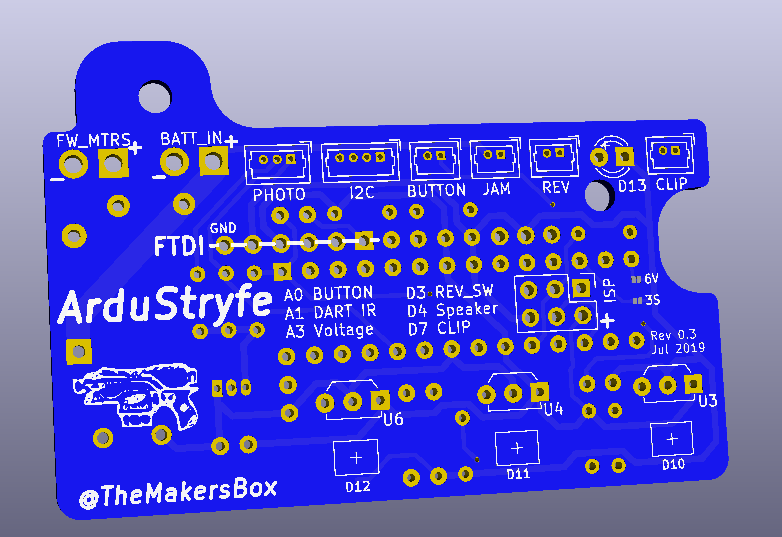 FW_MTRS BATT_IN
+ +
- -
PHOTO I2C BUTTON JAM REV D13 CLIP
GND
FTDI
ArduStryfe
A0 BUTTON D3 REV_SW
A1 DART IR D4 Speaker
A3 Voltage D7 CLIP
ISP
+
6V
3S
Rev 0.3
Jul 2019
U6 U4 U3
D12 D11 D10
@TheMakersBox